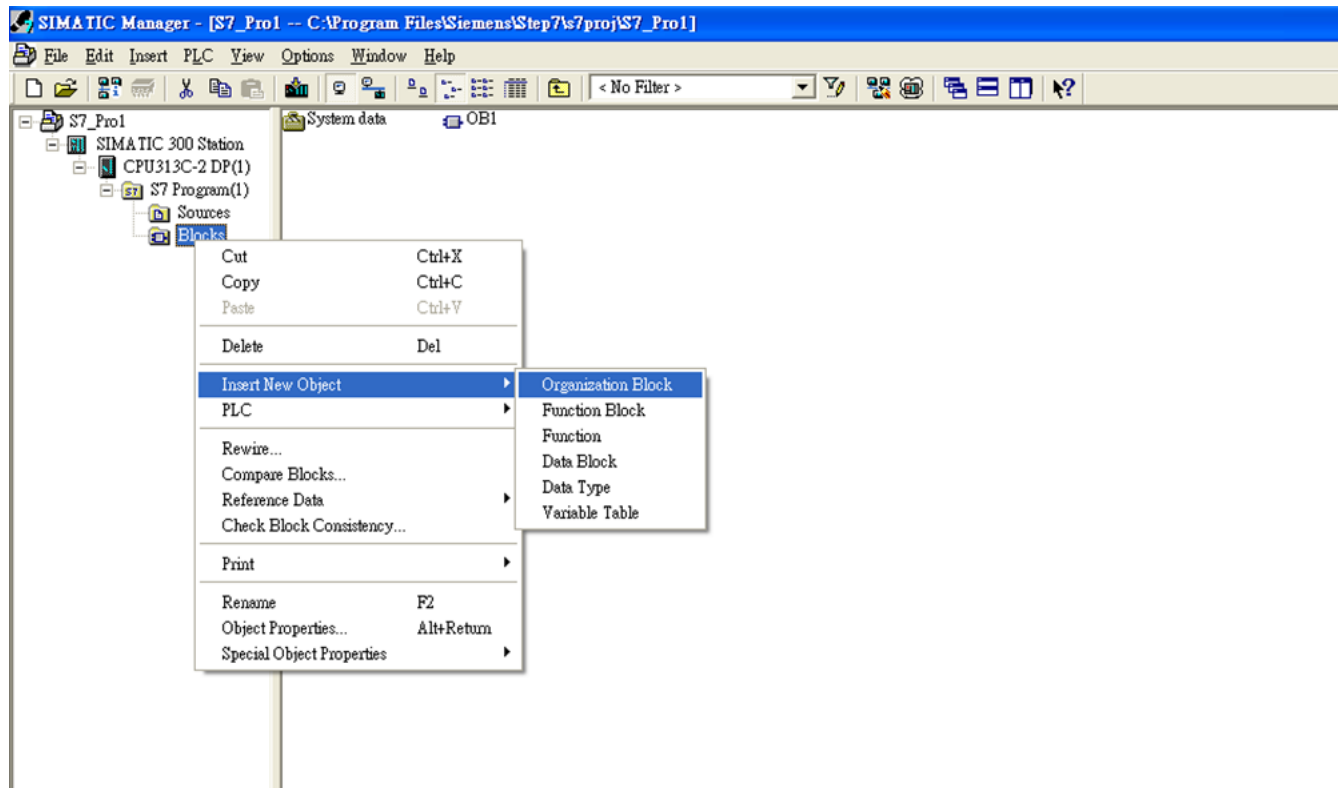 SIMATIC Manager - [S7_Pro1 -- C:\Program Files\Siemens\Step7\s7proj\S7_Pro1]
File Edit Insert PLC View Options Window Help
< No Filter >
S7_Pro1
SIMATIC 300 Station
CPU313C-2 DP(1)
S7 Program(1)
Sources
Blocks
System data OB1
Cut Ctrl+X
Copy Ctrl+C
Paste Ctrl+V
Delete Del
Insert New Object
PLC
Rewire...
Compare Blocks...
Reference Data
Check Block Consistency...
Print
Rename F2
Object Properties... Alt+Return
Special Object Properties
Organization Block
Function Block
Function
Data Block
Data Type
Variable Table